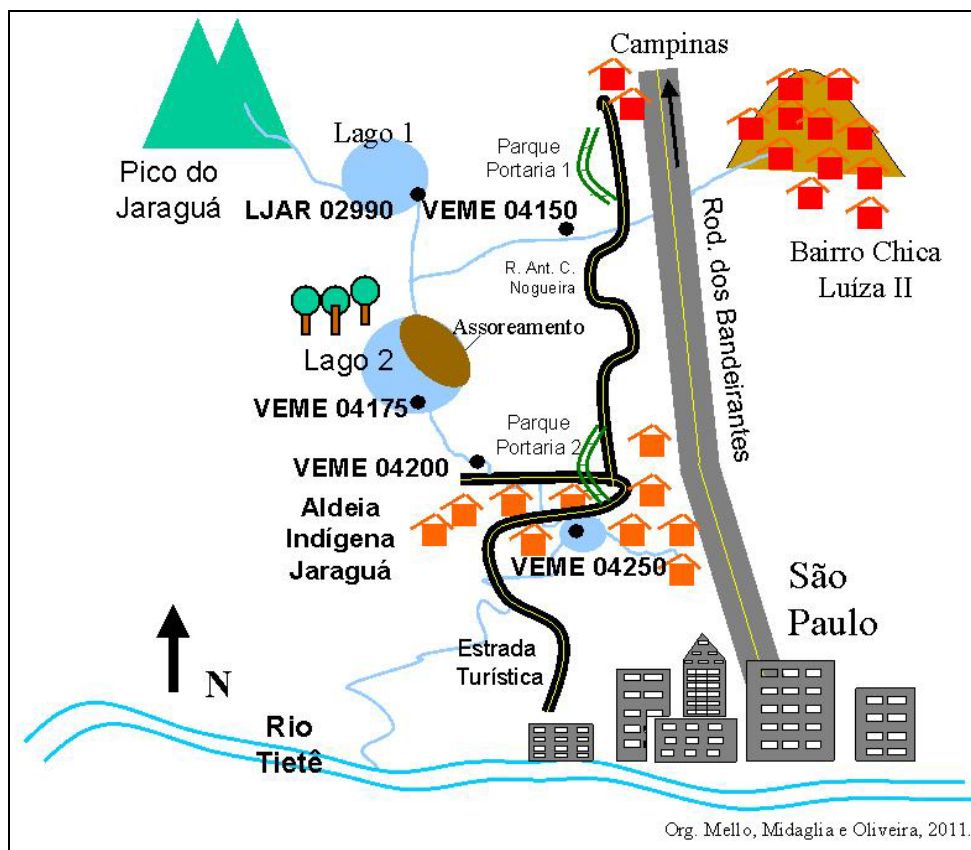 Campinas
Lago 1
Parque
Portaria 1
Pico do
Jaraguá
LJAR 02990
VEME 04150
Rod. dos Bandeirantes
Bairro Chica
Luíza II
R. Ant. C.
Nogueira
Assoreamento
Lago 2
VEME 04175
Parque
Portaria 2
VEME 04200
Aldeia
Indígena
Jaraguá
VEME 04250
São
Paulo
Estrada
Turística
N
Rio
Tietê
Org. Mello, Midaglia e Oliveira, 2011.